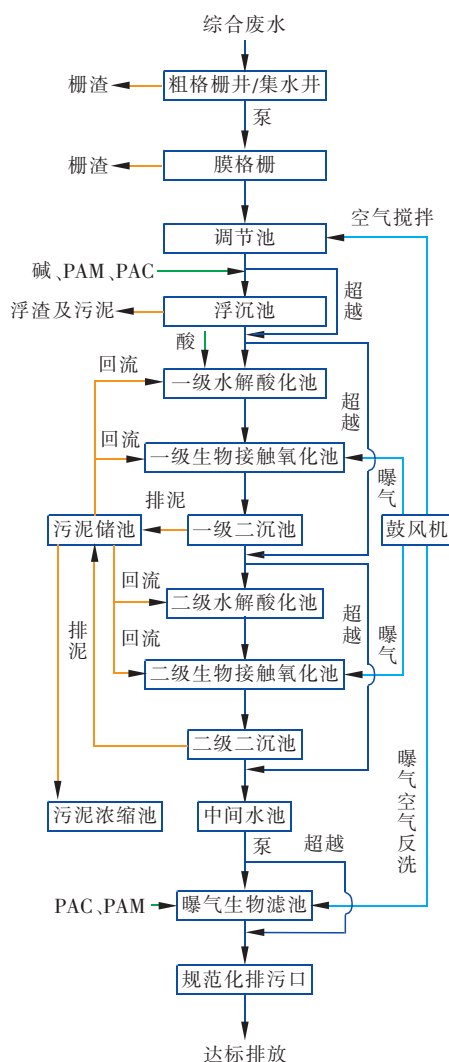 综合废水
栅渣
粗格栅井/集水井
泵
栅渣
膜格栅
空气搅拌
调节池
碱、PAM、PAC
超越
浮渣及污泥
浮沉池
酸
回流
一级水解酸化池
超越
回流
一级生物接触氧化池
曝气
排泥
污泥储池
一级二沉池
鼓风机
回流
二级水解酸化池
超越
排泥
回流
曝气
二级生物接触氧化池
二级二沉池
曝气空气反洗
污泥浓缩池
中间水池
泵
超越
PAC、PAM
曝气生物滤池
规范化排污口
达标排放